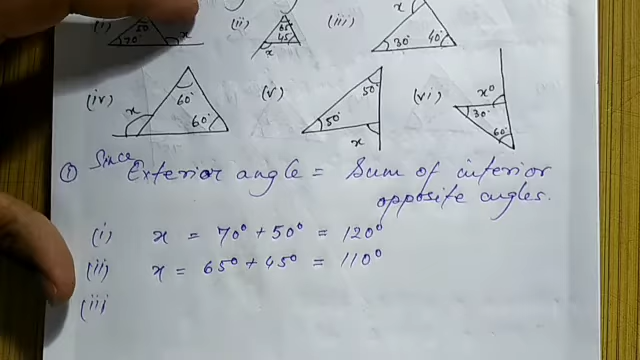 (i) 50° 70° x (ii) 65° 45° x (iii) x 30° 40°
(iv) x 60° 60° (v) 50° 50° x (vi) x° 30° 60°
① Since Exterior angle = Sum of interior
opposite angles.
(i) x = 70° + 50° = 120°
(ii) x = 65° + 45° = 110°
(iii